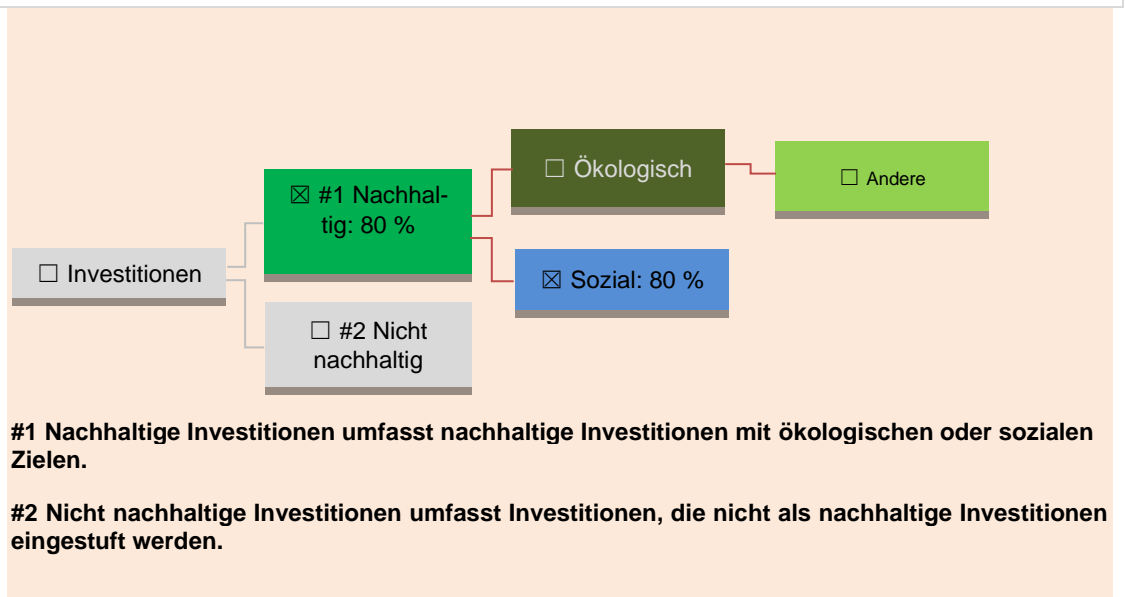 ☐ Ökologisch
☐ Andere
☒ #1 Nachhal-
tig: 80 %
☐ Investitionen
☒ Sozial: 80 %
☐ #2 Nicht
nachhaltig
#1 Nachhaltige Investitionen umfasst nachhaltige Investitionen mit ökologischen oder sozialen
Zielen.
#2 Nicht nachhaltige Investitionen umfasst Investitionen, die nicht als nachhaltige Investitionen
eingestuft werden.